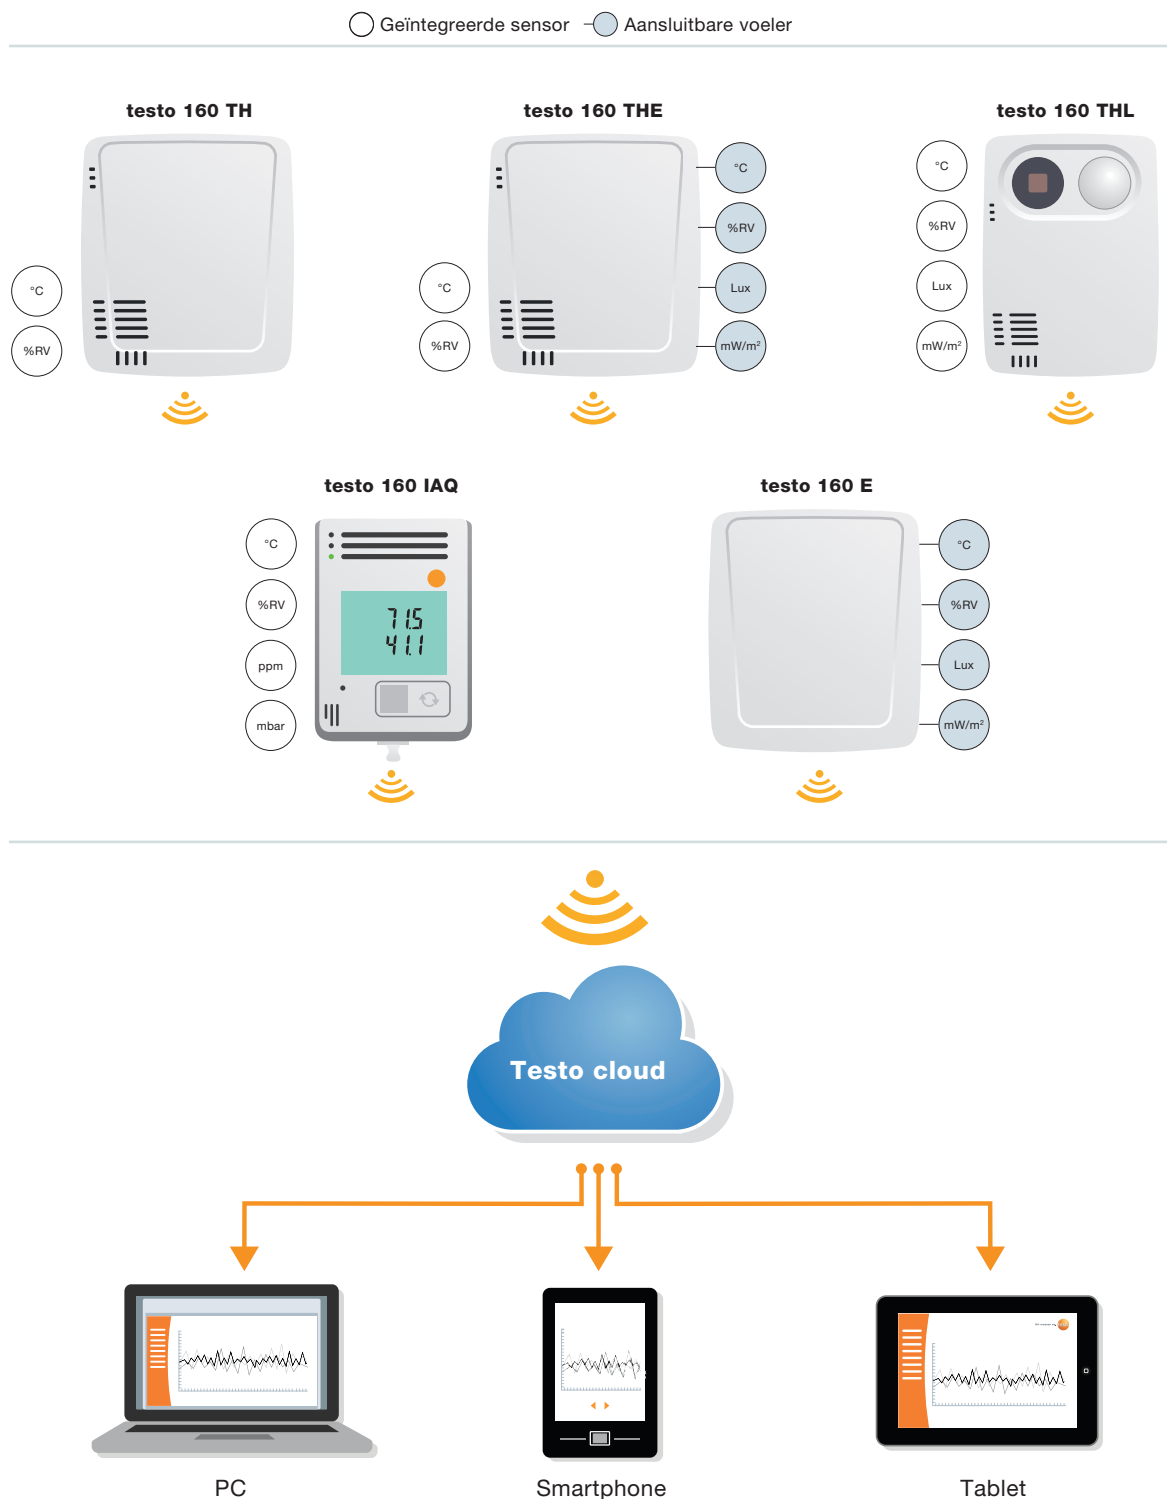 Geïntegreerde sensor Aansluitbare voeler
testo 160 TH
°C
%RV
testo 160 THE
°C
%RV
°C
%RV
Lux
mW/m²
testo 160 THL
°C
%RV
Lux
mW/m²
testo 160 IAQ
°C
%RV
ppm
mbar
71.5
41.1
testo 160 E
°C
%RV
Lux
mW/m²
Testo cloud
PC
Smartphone
Tablet